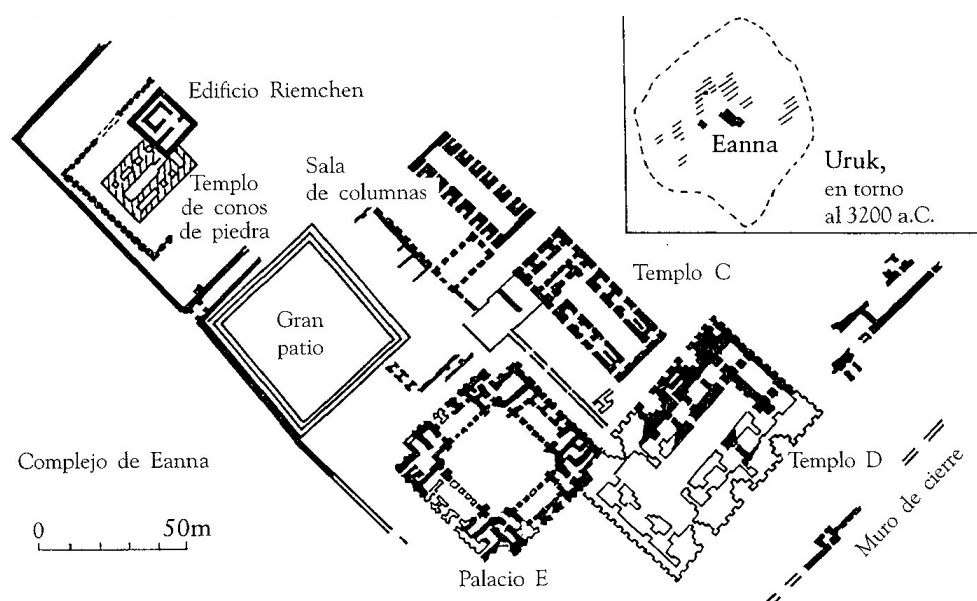 Edificio Riemchen
Templo
de conos
de piedra
Sala
de columnas
Eanna
Uruk,
en torno
al 3200 a.C.
Templo C
Gran
patio
Complejo de Eanna
0 50m
Templo D
Muro de cierre
Palacio E